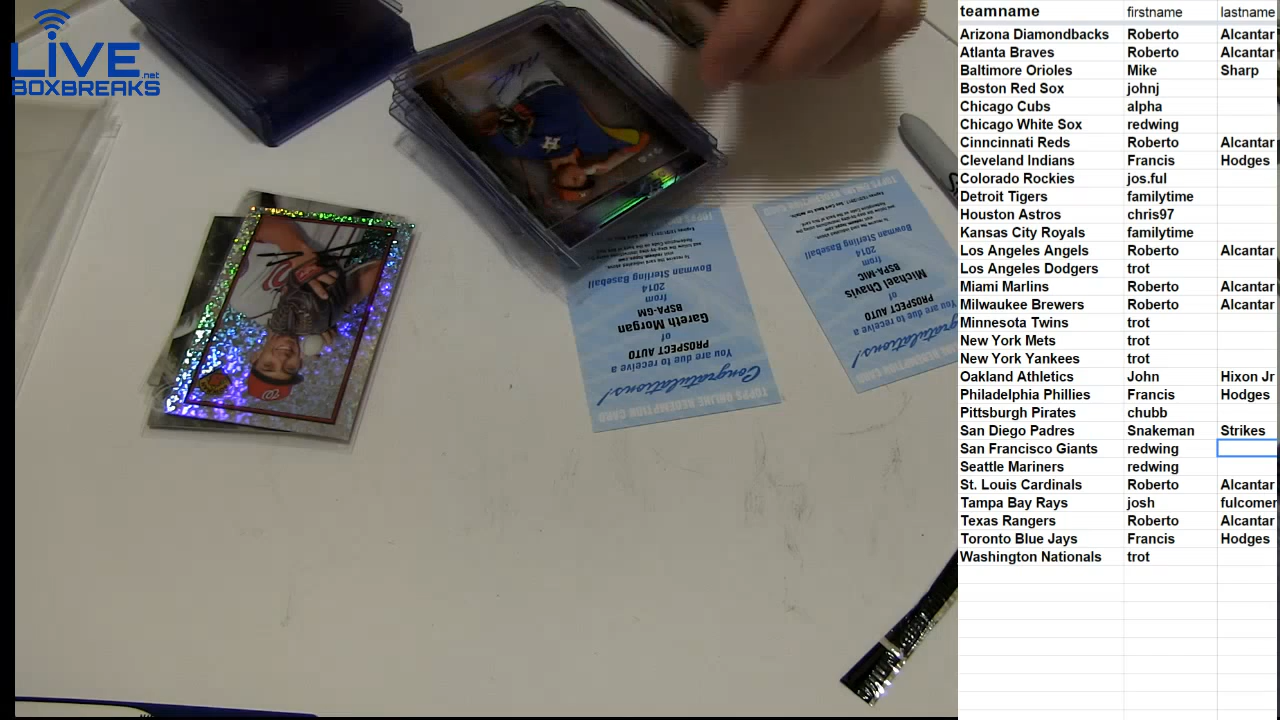 LiVE
.net
BOXBREAKS
teamname firstname lastname
Arizona Diamondbacks Roberto Alcantar
Atlanta Braves Roberto Alcantar
Baltimore Orioles Mike Sharp
Boston Red Sox johnj
Chicago Cubs alpha
Chicago White Sox redwing
Cinncinnati Reds Roberto Alcantar
Cleveland Indians Francis Hodges
Colorado Rockies jos.ful
Detroit Tigers familytime
Houston Astros chris97
Kansas City Royals familytime
Los Angeles Angels Roberto Alcantar
Los Angeles Dodgers trot
Miami Marlins Roberto Alcantar
Milwaukee Brewers Roberto Alcantar
Minnesota Twins trot
New York Mets trot
New York Yankees trot
Oakland Athletics John Hixon Jr
Philadelphia Phillies Francis Hodges
Pittsburgh Pirates chubb
San Diego Padres Snakeman Strikes
San Francisco Giants redwing
Seattle Mariners redwing
St. Louis Cardinals Roberto Alcantar
Tampa Bay Rays josh fulcomer
Texas Rangers Roberto Alcantar
Toronto Blue Jays Francis Hodges
Washington Nationals trot
TOPPS ONLINE REDEMPTION CARD
Congratulations!
You are due to receive a
PROSPECT AUTO
of
Gareth Morgan
BSPA-GM
from
2014
Bowman Sterling Baseball
Congratulations!
You are due to receive a
PROSPECT AUTO
of
Michael Chavis
BSPA-MIC
from
2014
Bowman Sterling Baseball